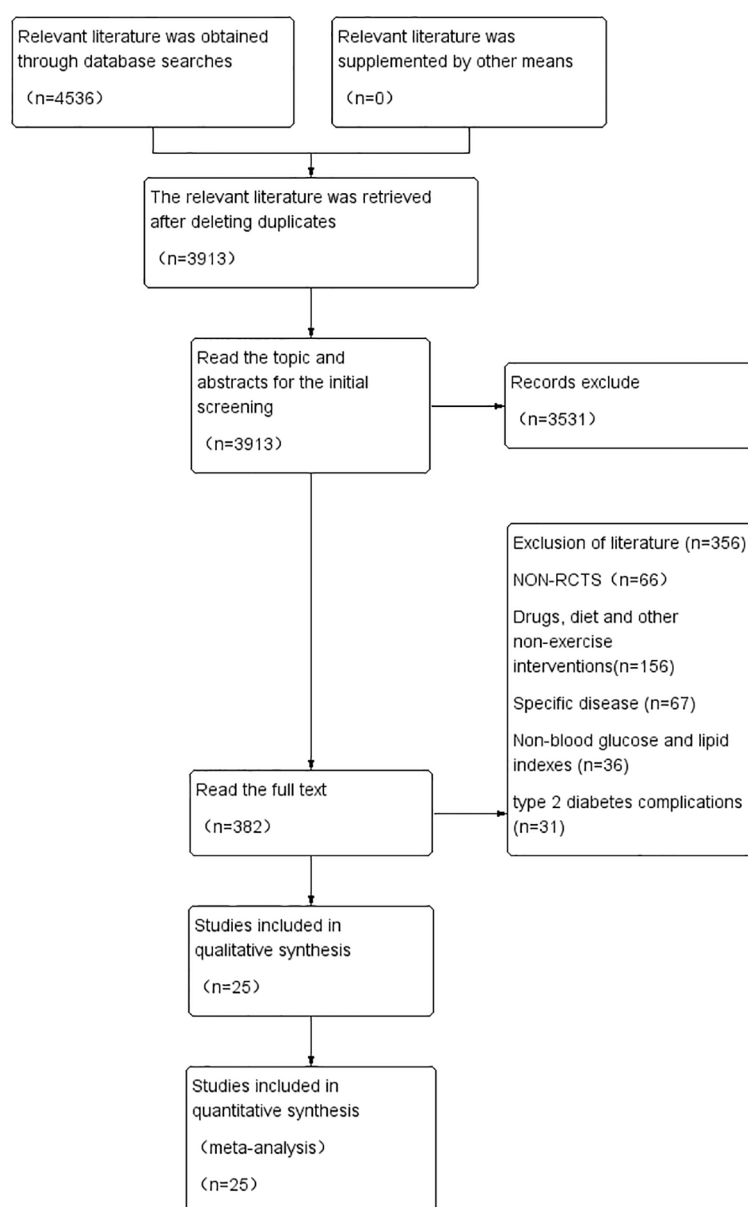 Relevant literature was obtained
through database searches
（n=4536）
Relevant literature was
supplemented by other means
（n=0）
The relevant literature was retrieved
after deleting duplicates
（n=3913）
Read the topic and
abstracts for the initial
screening
（n=3913）
Records exclude
（n=3531）
Exclusion of literature (n=356)
NON-RCTS（n=66）
Drugs, diet and other
non-exercise
interventions(n=156)
Specific disease (n=67)
Non-blood glucose and lipid
indexes (n=36)
type 2 diabetes complications
(n=31)
Read the full text
（n=382）
Studies included in
qualitative synthesis
（n=25）
Studies included in
quantitative synthesis
（meta-analysis）
（n=25）